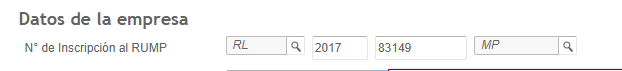 Datos de la empresa
N° de Inscripción al RUMP RL 2017 83149 MP